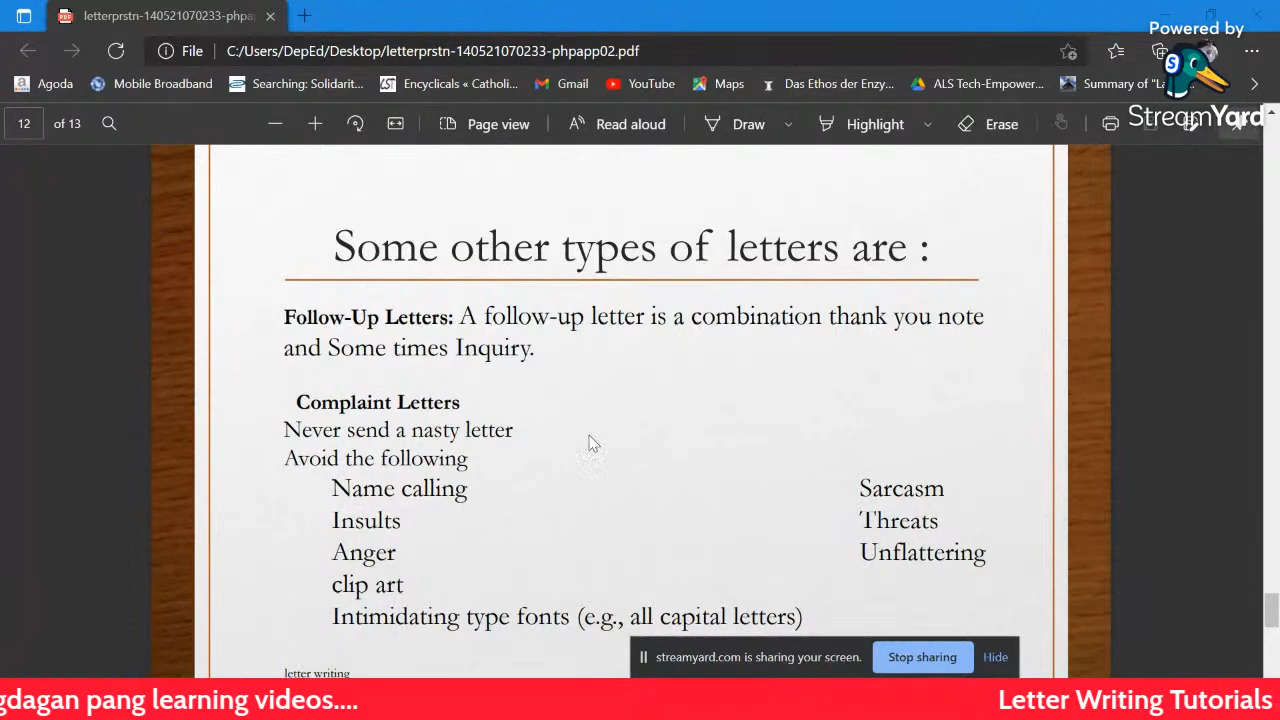 letterprstn-140521070233-phpa
Powered by
File C:/Users/DepEd/Desktop/letterprstn-140521070233-phpapp02.pdf
Agoda Mobile Broadband Searching: Solidarit... Encyclicals « Catholi... Gmail YouTube Maps Das Ethos der Enzy... ALS Tech-Empower... Summary of "La
StreamYard
12 of 13 Page view Read aloud Draw Highlight Erase
Some other types of letters are :
Follow-Up Letters: A follow-up letter is a combination thank you note
and Some times Inquiry.
Complaint Letters
Never send a nasty letter
Avoid the following
Name calling Sarcasm
Insults Threats
Anger Unflattering
clip art
Intimidating type fonts (e.g., all capital letters)
streamyard.com is sharing your screen. Stop sharing Hide
letter writing
gdagan pang learning videos.... Letter Writing Tutorials